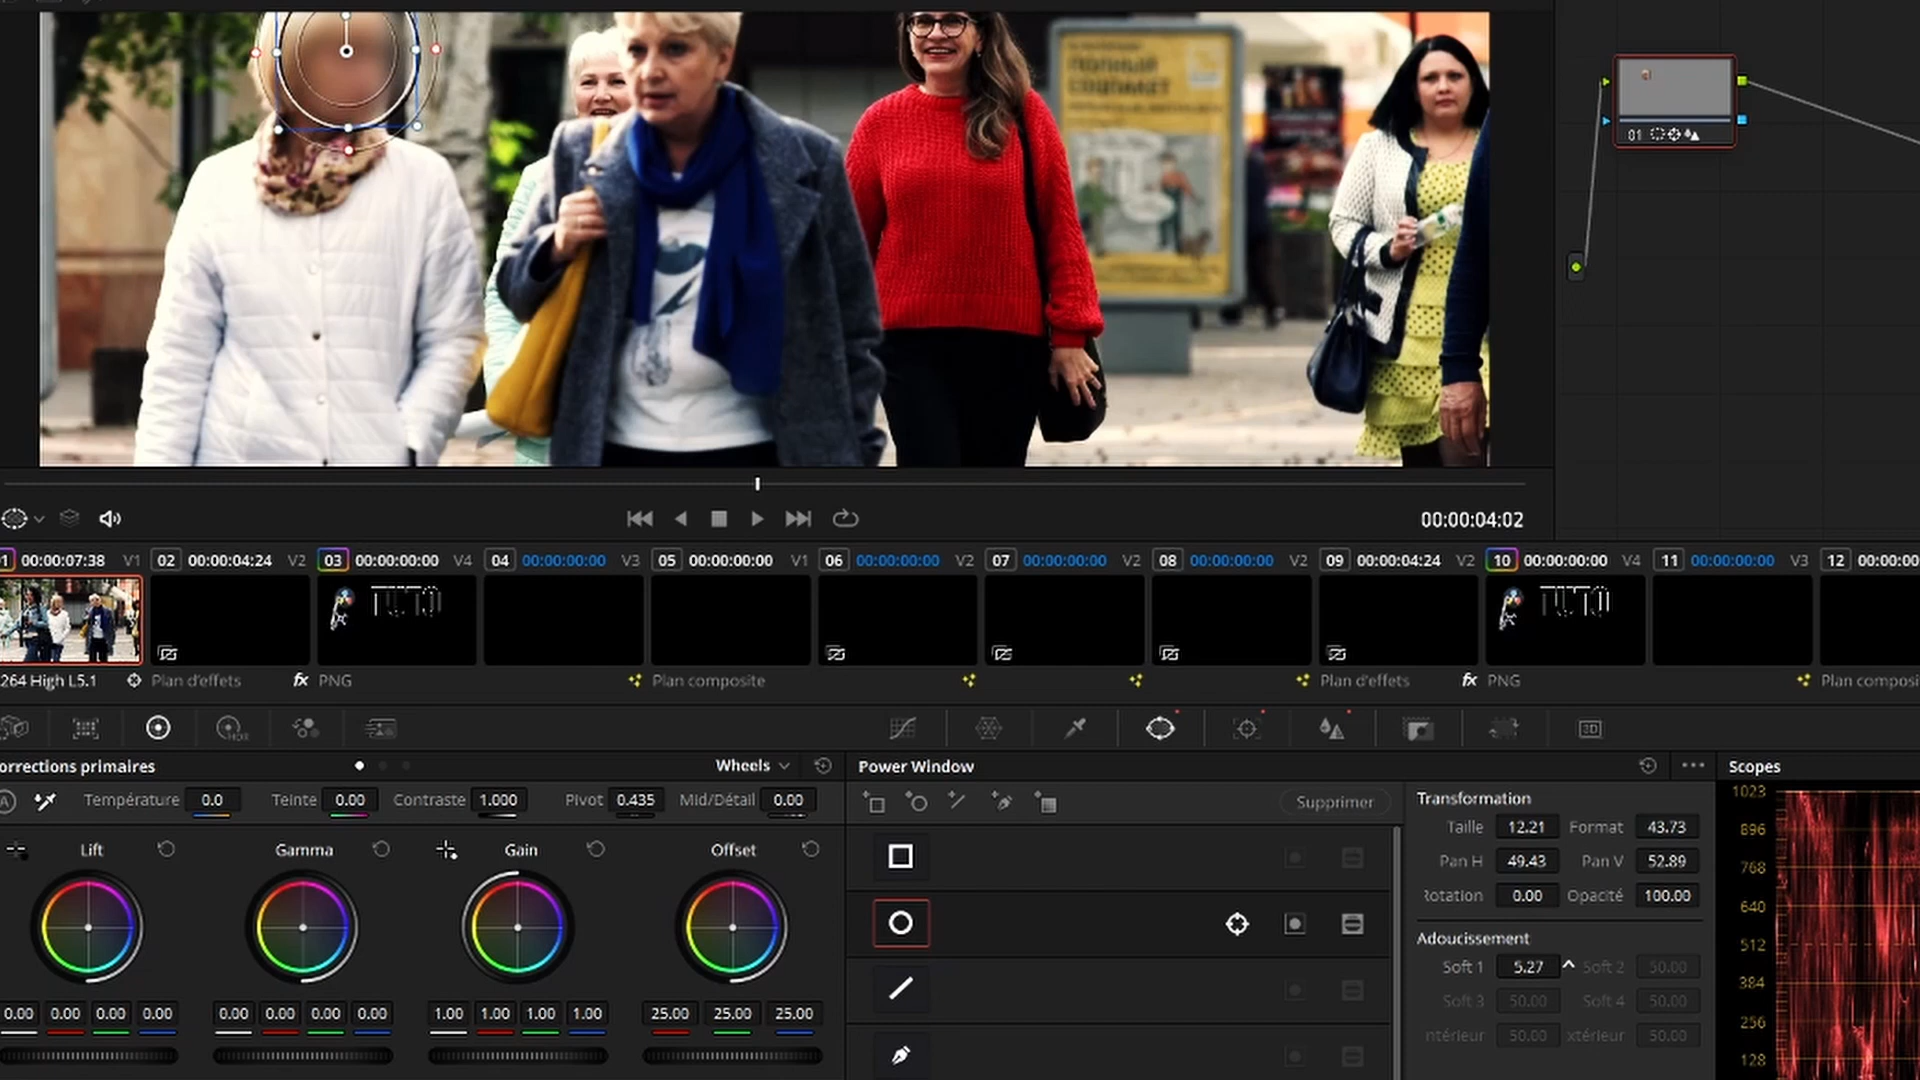 ПОЛНЫЙ
СОЦПАКЕТ
01
00:00:04:02
01 00:00:07:38 V1 02 00:00:04:24 V2 03 00:00:00:00 V4 04 00:00:00:00 V3 05 00:00:00:00 V1 06 00:00:00:00 V2 07 00:00:00:00 V2 08 00:00:00:00 V2 09 00:00:04:24 V2 10 00:00:00:00 V4 11 00:00:00:00 V3 12 00:00:00
TUTO TUTO
264 High L5.1 Plan d'effets fx PNG Plan composite Plan d'effets fx PNG Plan composi
HDR 3D
orrections primaires Wheels Power Window Scopes
A Température 0.0 Teinte 0.00 Contraste 1.000 Pivot 0.435 Mid/Détail 0.00 Supprimer
Lift Gamma Gain Offset
0.00 0.00 0.00 0.00 0.00 0.00 0.00 0.00 1.00 1.00 1.00 1.00 25.00 25.00 25.00
Transformation
Taille 12.21 Format 43.73
Pan H 49.43 Pan V 52.89
Rotation 0.00 Opacité 100.00
Adoucissement
Soft 1 5.27 Soft 2 50.00
Soft 3 50.00 Soft 4 50.00
ntérieur 50.00 xtérieur 50.00
1023
896
768
640
512
384
256
128